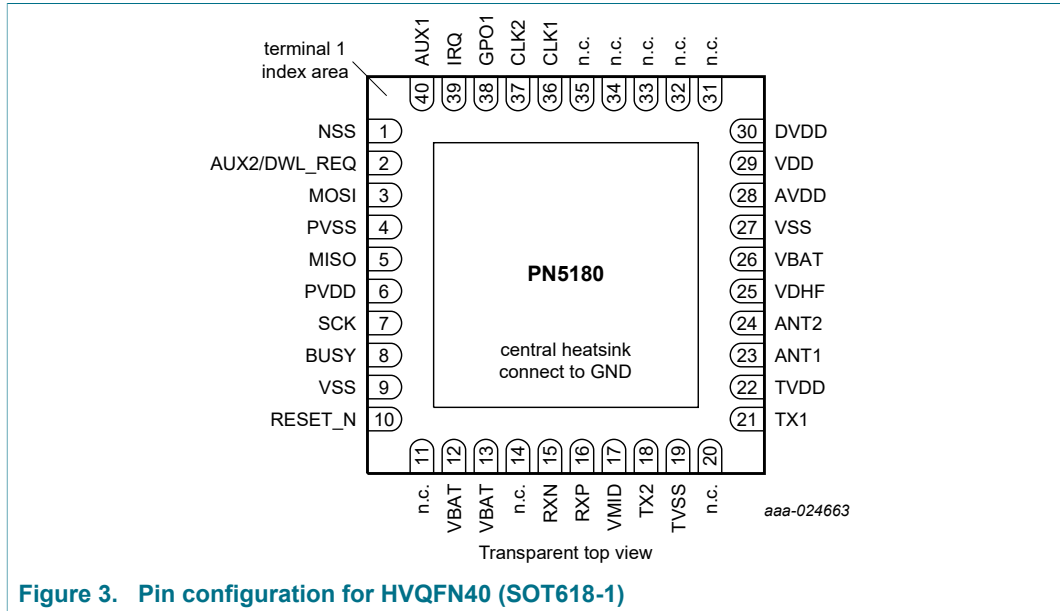 terminal 1
index area
AUX1
IRQ
GPO1
CLK2
CLK1
n.c.
n.c.
n.c.
n.c.
n.c.
40
39
38
37
36
35
34
33
32
31
NSS 1
AUX2/DWL_REQ 2
MOSI 3
PVSS 4
MISO 5
PVDD 6
SCK 7
BUSY 8
VSS 9
RESET_N 10
30 DVDD
29 VDD
28 AVDD
27 VSS
26 VBAT
25 VDHF
24 ANT2
23 ANT1
22 TVDD
21 TX1
PN5180
central heatsink
connect to GND
11
12
13
14
15
16
17
18
19
20
n.c.
VBAT
VBAT
n.c.
RXN
RXP
VMID
TX2
TVSS
n.c.
aaa-024663
Transparent top view
Figure 3. Pin configuration for HVQFN40 (SOT618-1)